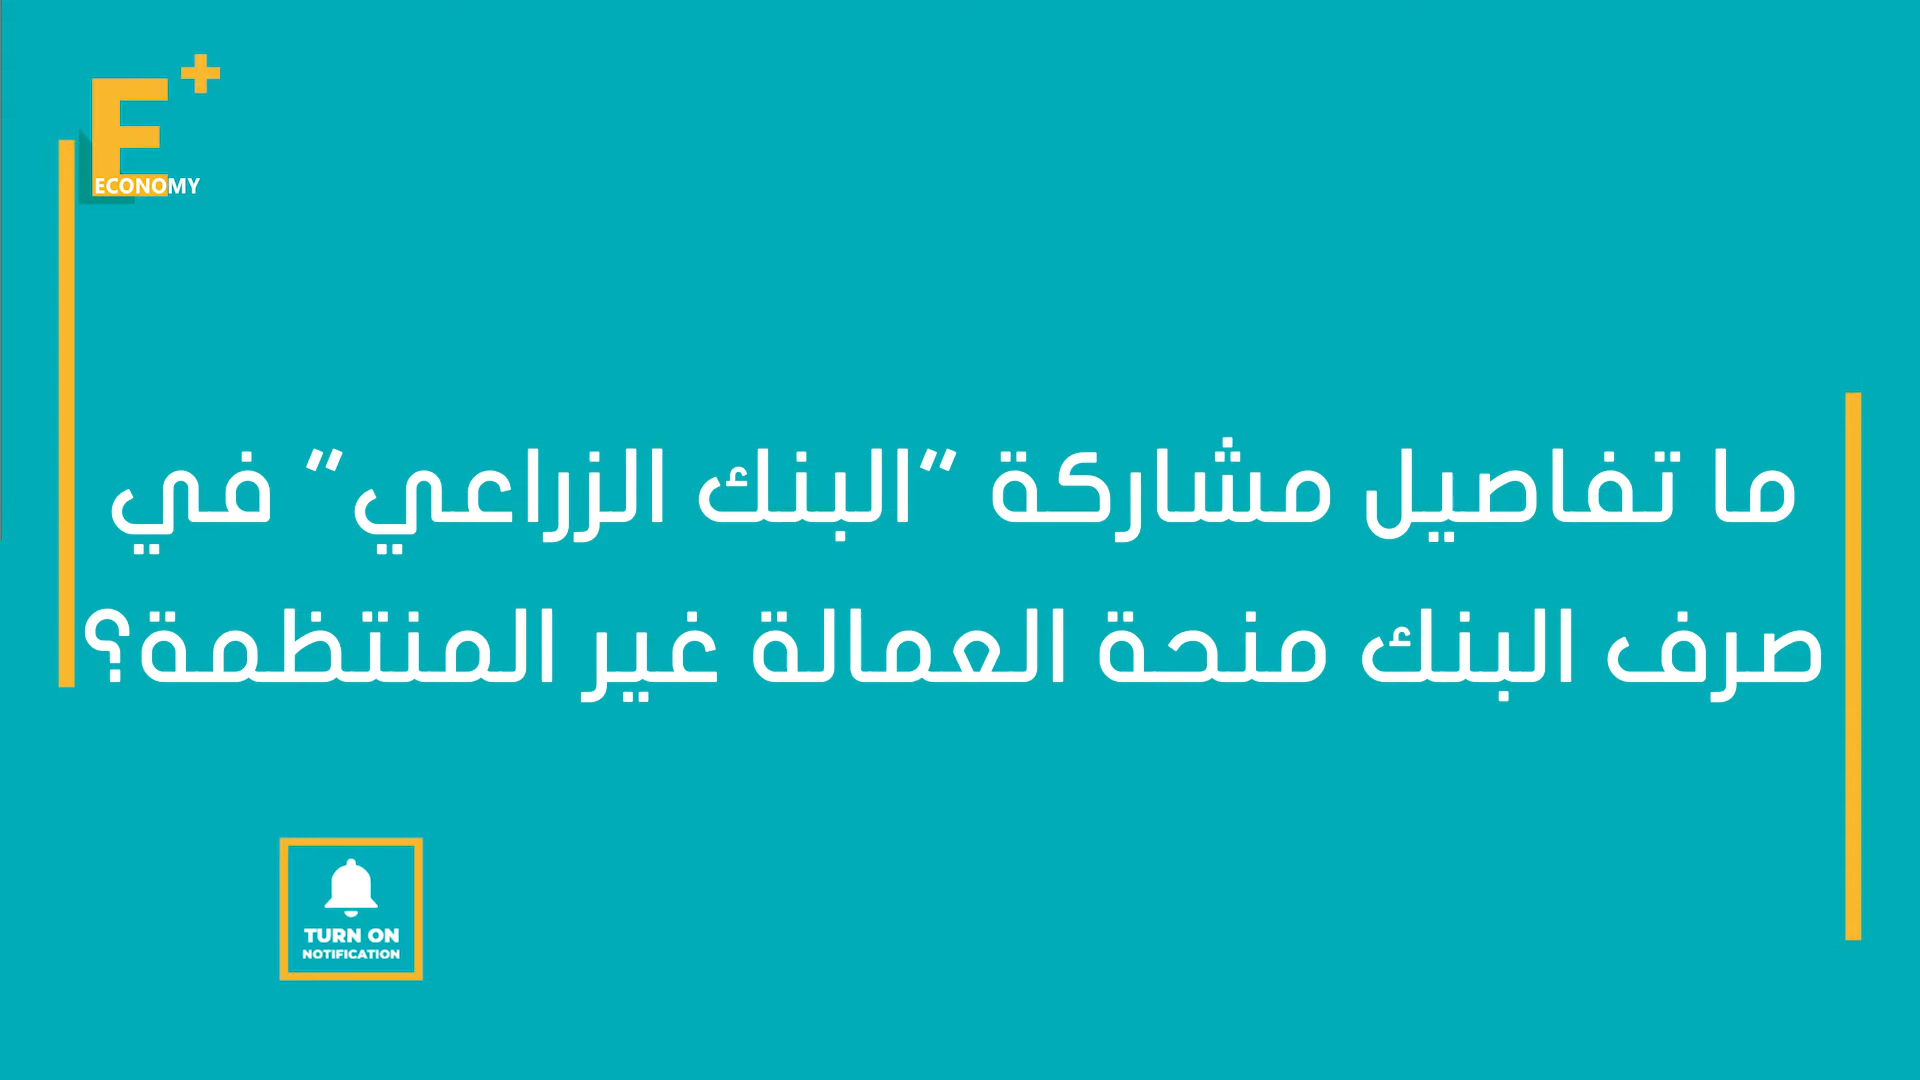 E+
ECONOMY
ما تفاصيل مشاركة "البنك الزراعي" في
صرف البنك منحة العمالة غير المنتظمة؟
TURN ON
NOTIFICATION